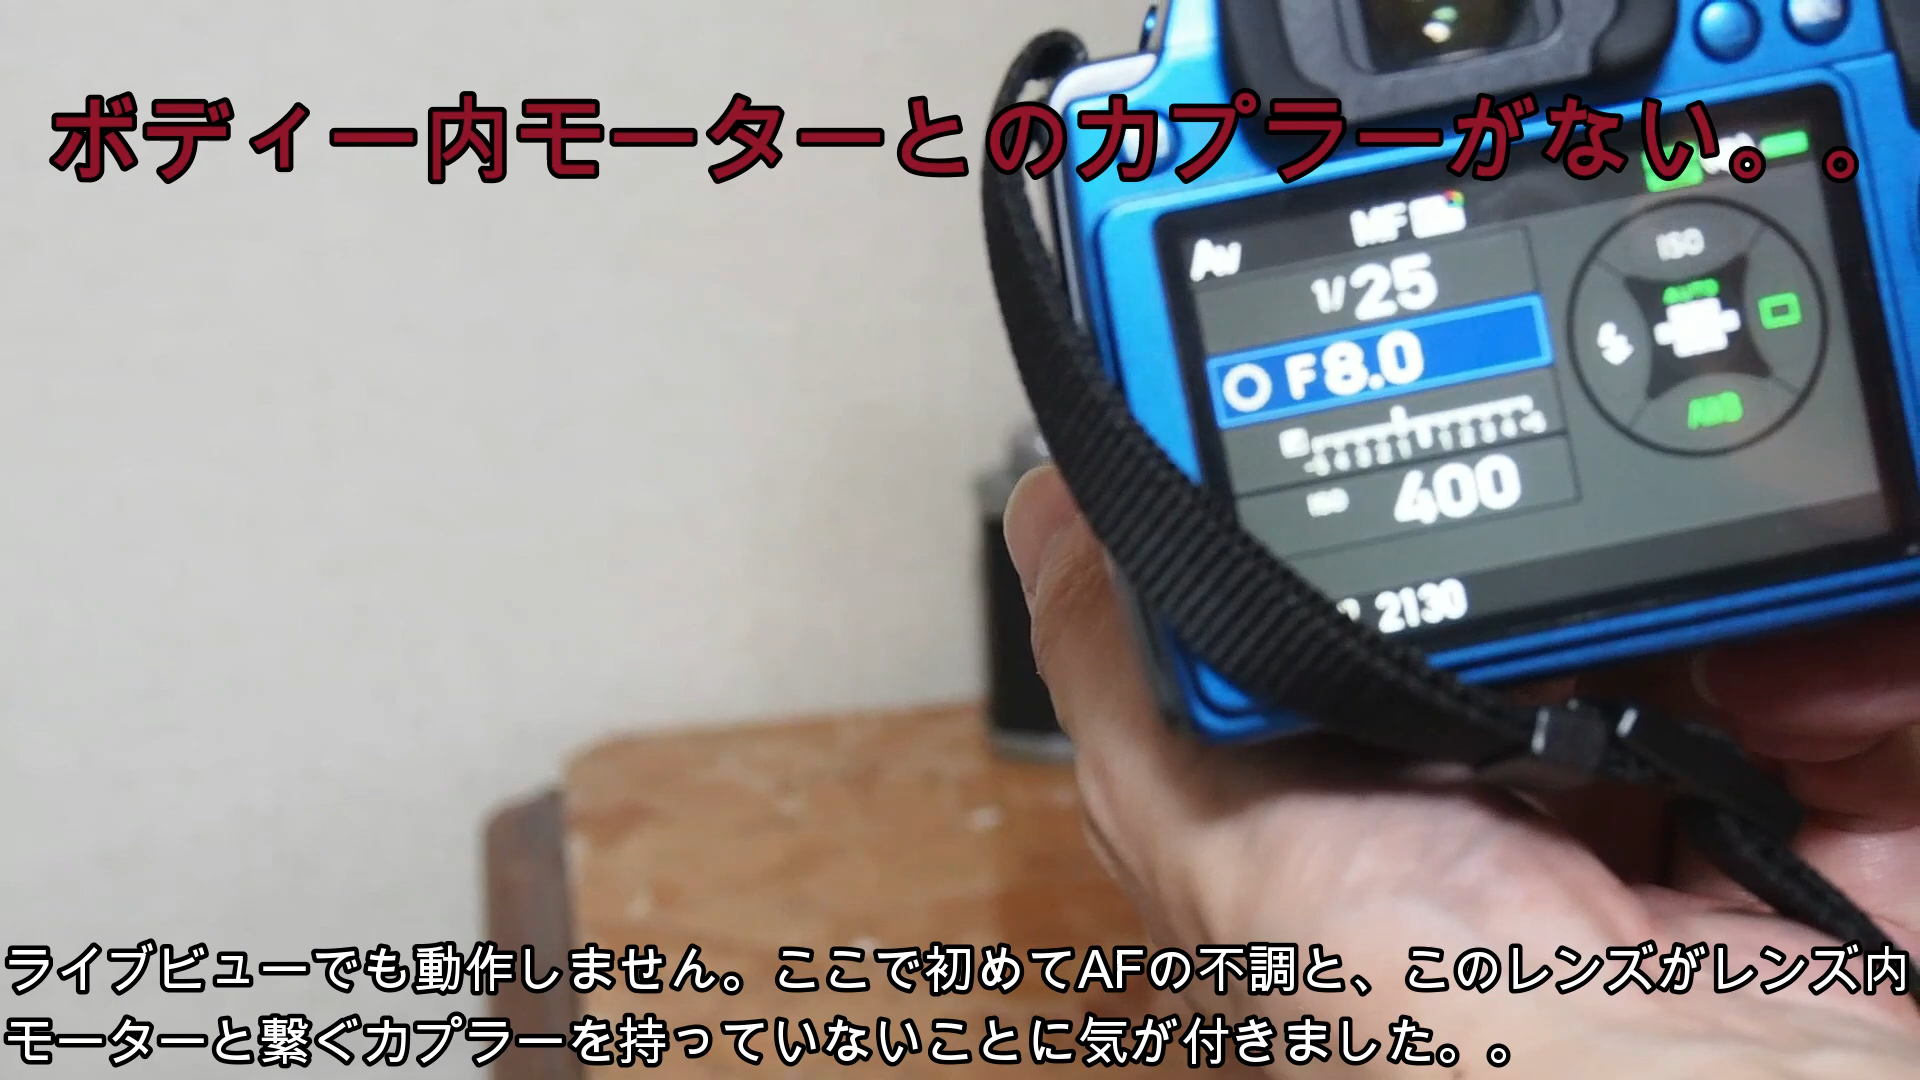 ボディー内モーターとのカプラーがない。。
MF
Av
1/25
ISO
AUTO
F8.0
AWB
ISO 400
2130
ライブビューでも動作しません。ここで初めてAFの不調と、このレンズがレンズ内
モーターと繋ぐカプラーを持っていないことに気が付きました。。